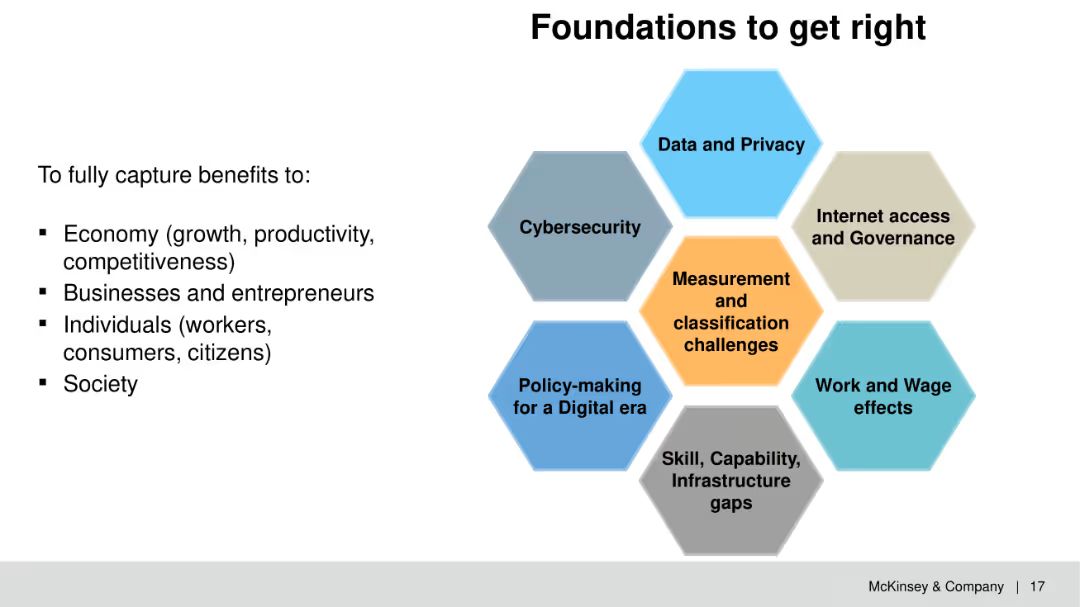 Foundations to get right
To fully capture benefits to:
▪ Economy (growth, productivity,
competitiveness)
▪ Businesses and entrepreneurs
▪ Individuals (workers,
consumers, citizens)
▪ Society
Data and Privacy
Cybersecurity
Internet access
and Governance
Measurement
and
classification
challenges
Policy-making
for a Digital era
Work and Wage
effects
Skill, Capability,
Infrastructure
gaps
McKinsey & Company | 17